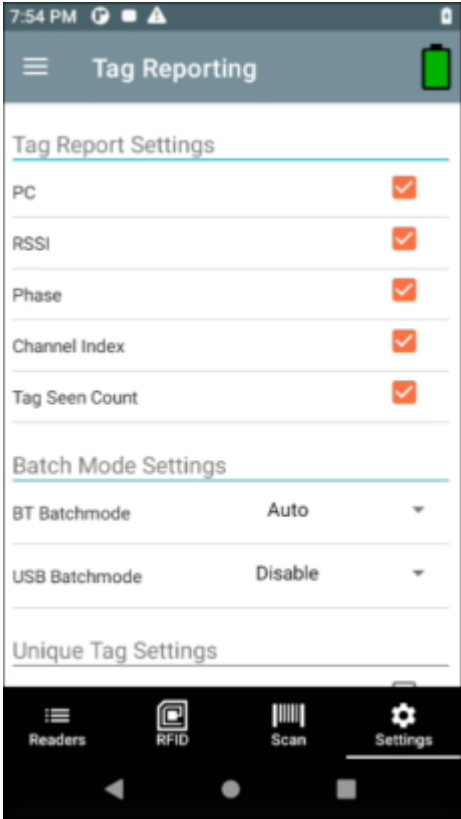 7:54 PM
Tag Reporting
Tag Report Settings
PC
RSSI
Phase
Channel Index
Tag Seen Count
Batch Mode Settings
BT Batchmode Auto
USB Batchmode Disable
Unique Tag Settings
Readers RFID Scan Settings